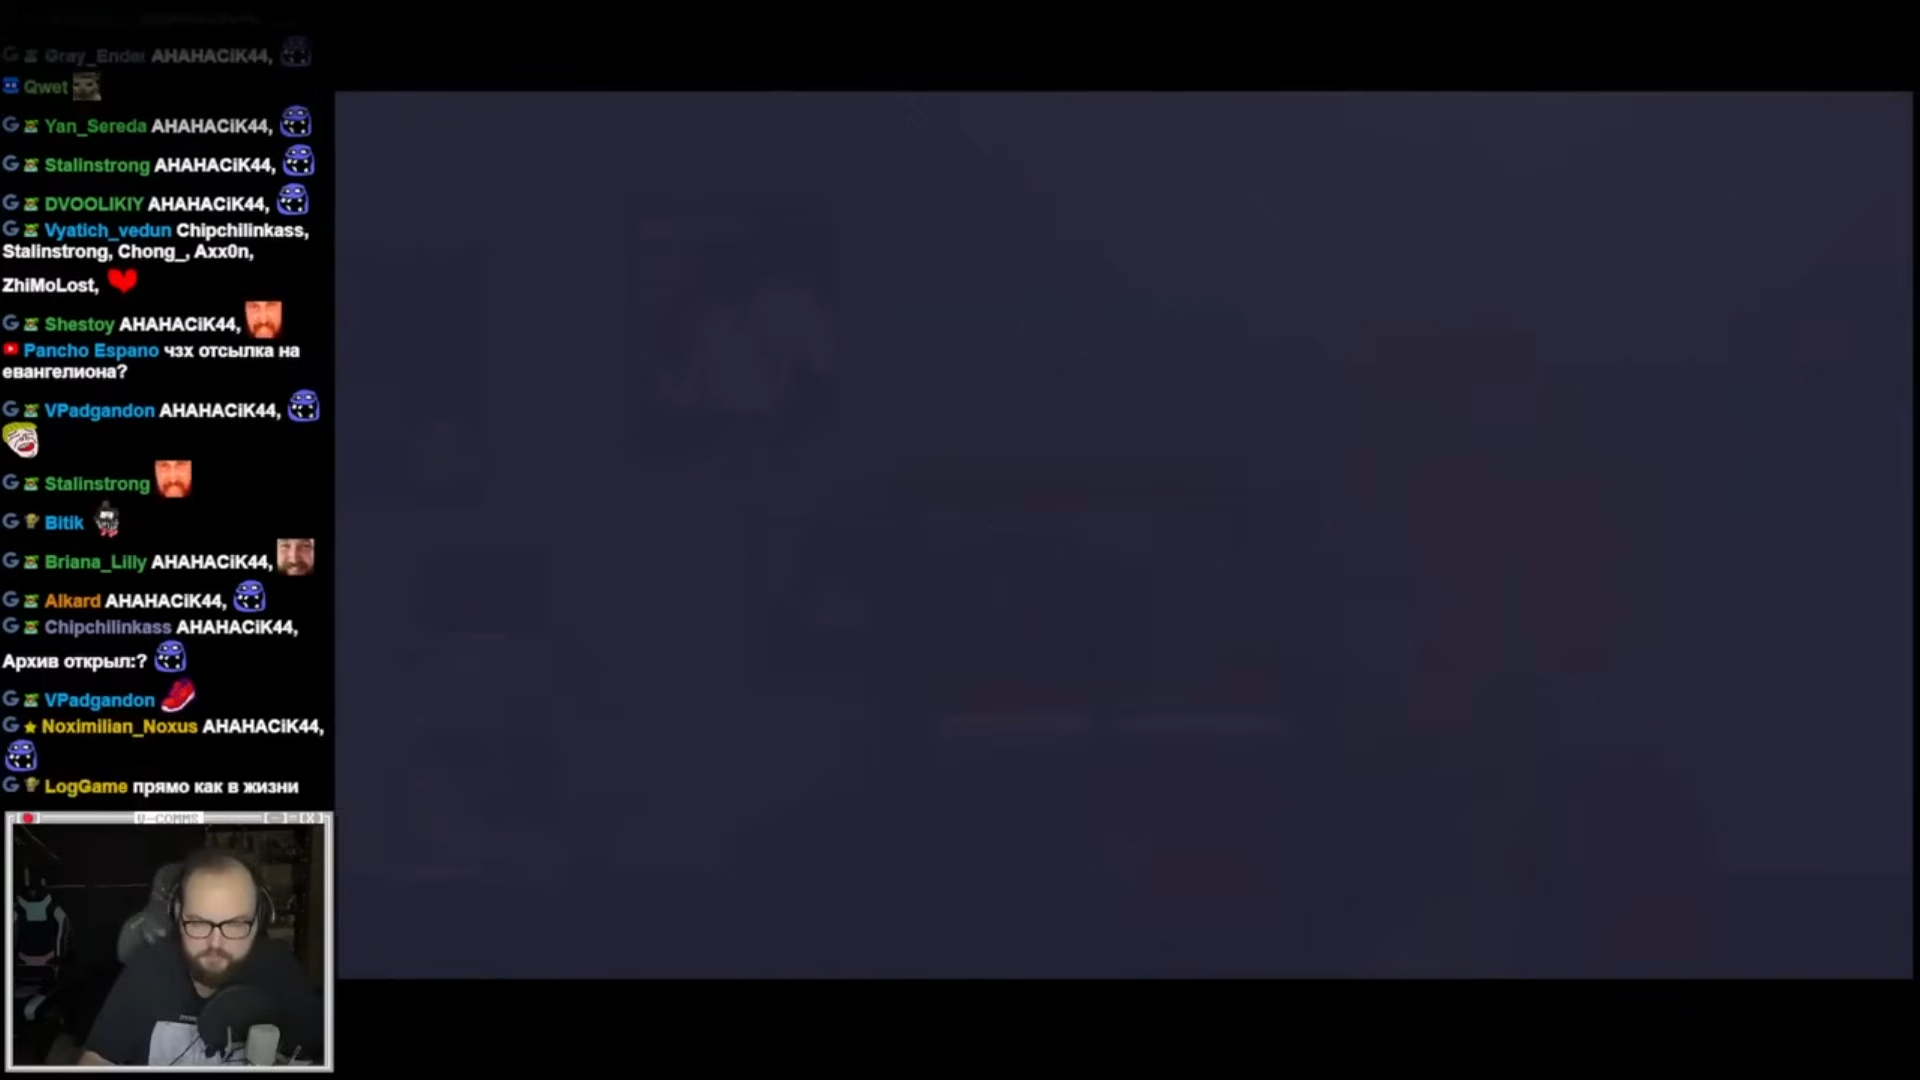 Gray_Ender AHAHACiK44,
Qwet
Yan_Sereda AHAHACiK44,
Stalinstrong AHAHACiK44,
DVOOLIKIY AHAHACiK44,
Vyatich_vedun Chipchilinkass,
Stalinstrong, Chong_, Axx0n,
ZhiMoLost,
Shestoy AHAHACiK44,
Pancho Espano чзх отсылка на
евангелиона?
VPadgandon AHAHACiK44,
Stalinstrong
Bitik
Briana_Lilly AHAHACiK44,
Alkard AHAHACiK44,
Chipchilinkass AHAHACiK44,
Архив открыл:?
VPadgandon
Noximilian_Noxus AHAHACiK44,
LogGame прямо как в жизни
U-COMMS [-]=[X]